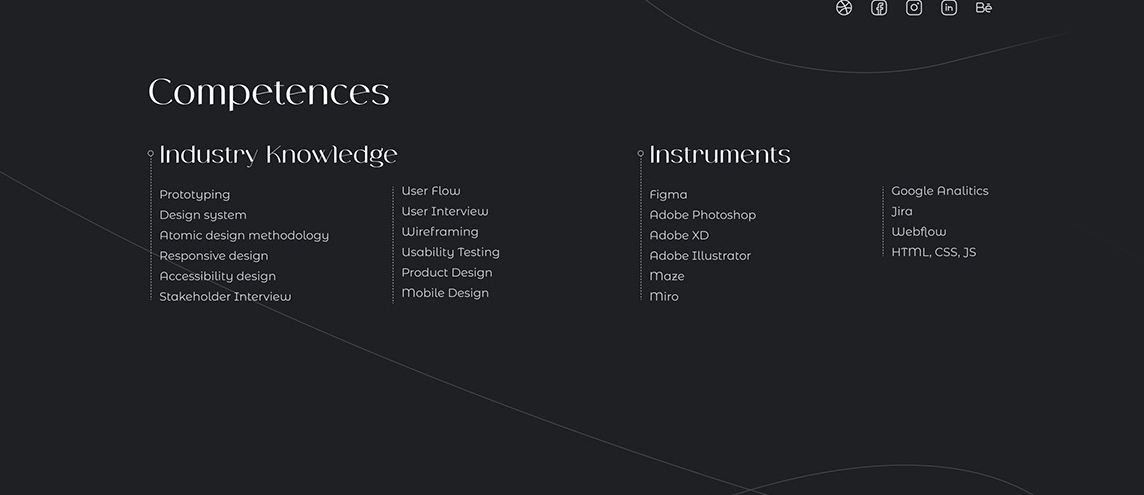 Bē
Competences
Industry Knowledge
Prototyping
Design system
Atomic design methodology
Responsive design
Accessibility design
Stakeholder Interview
User Flow
User Interview
Wireframing
Usability Testing
Product Design
Mobile Design
Instruments
Figma
Adobe Photoshop
Adobe XD
Adobe Illustrator
Maze
Miro
Google Analitics
Jira
Webflow
HTML, CSS, JS